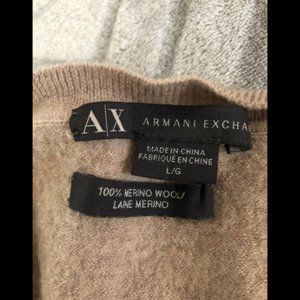 A|X ARMANI EXCHA
MADE IN CHINA
FABRIQUÉ EN CHINE
L/G
100% MERINO WOOL/
LAINE MERINO